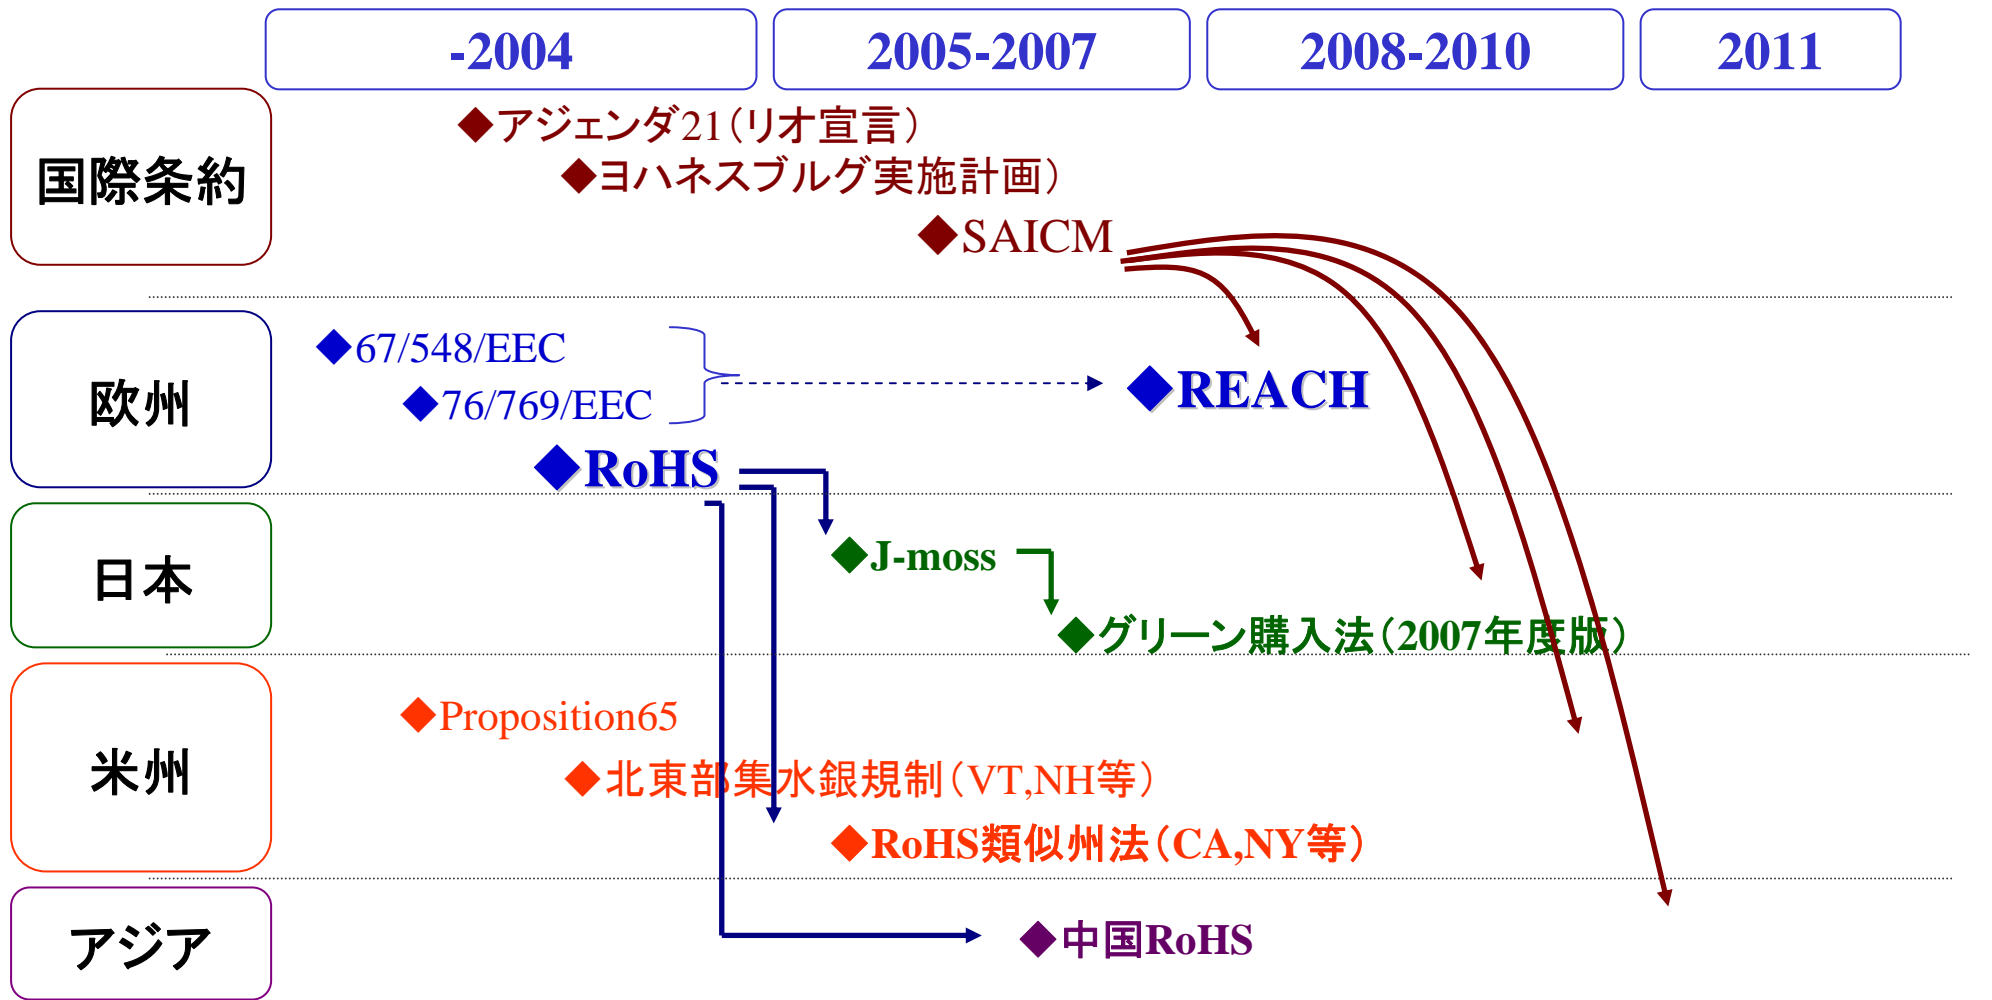 -2004
2005-2007
2008-2010
2011
国際条約
◆アジェンダ21（リオ宣言）
◆ヨハネスブルグ実施計画）
◆SAICM
欧州
◆67/548/EEC
◆76/769/EEC
◆REACH
◆RoHS
日本
◆J-moss
◆グリーン購入法（2007年度版）
米州
◆Proposition65
◆北東部集水銀規制（VT,NH等）
◆RoHS類似州法（CA,NY等）
アジア
◆中国RoHS